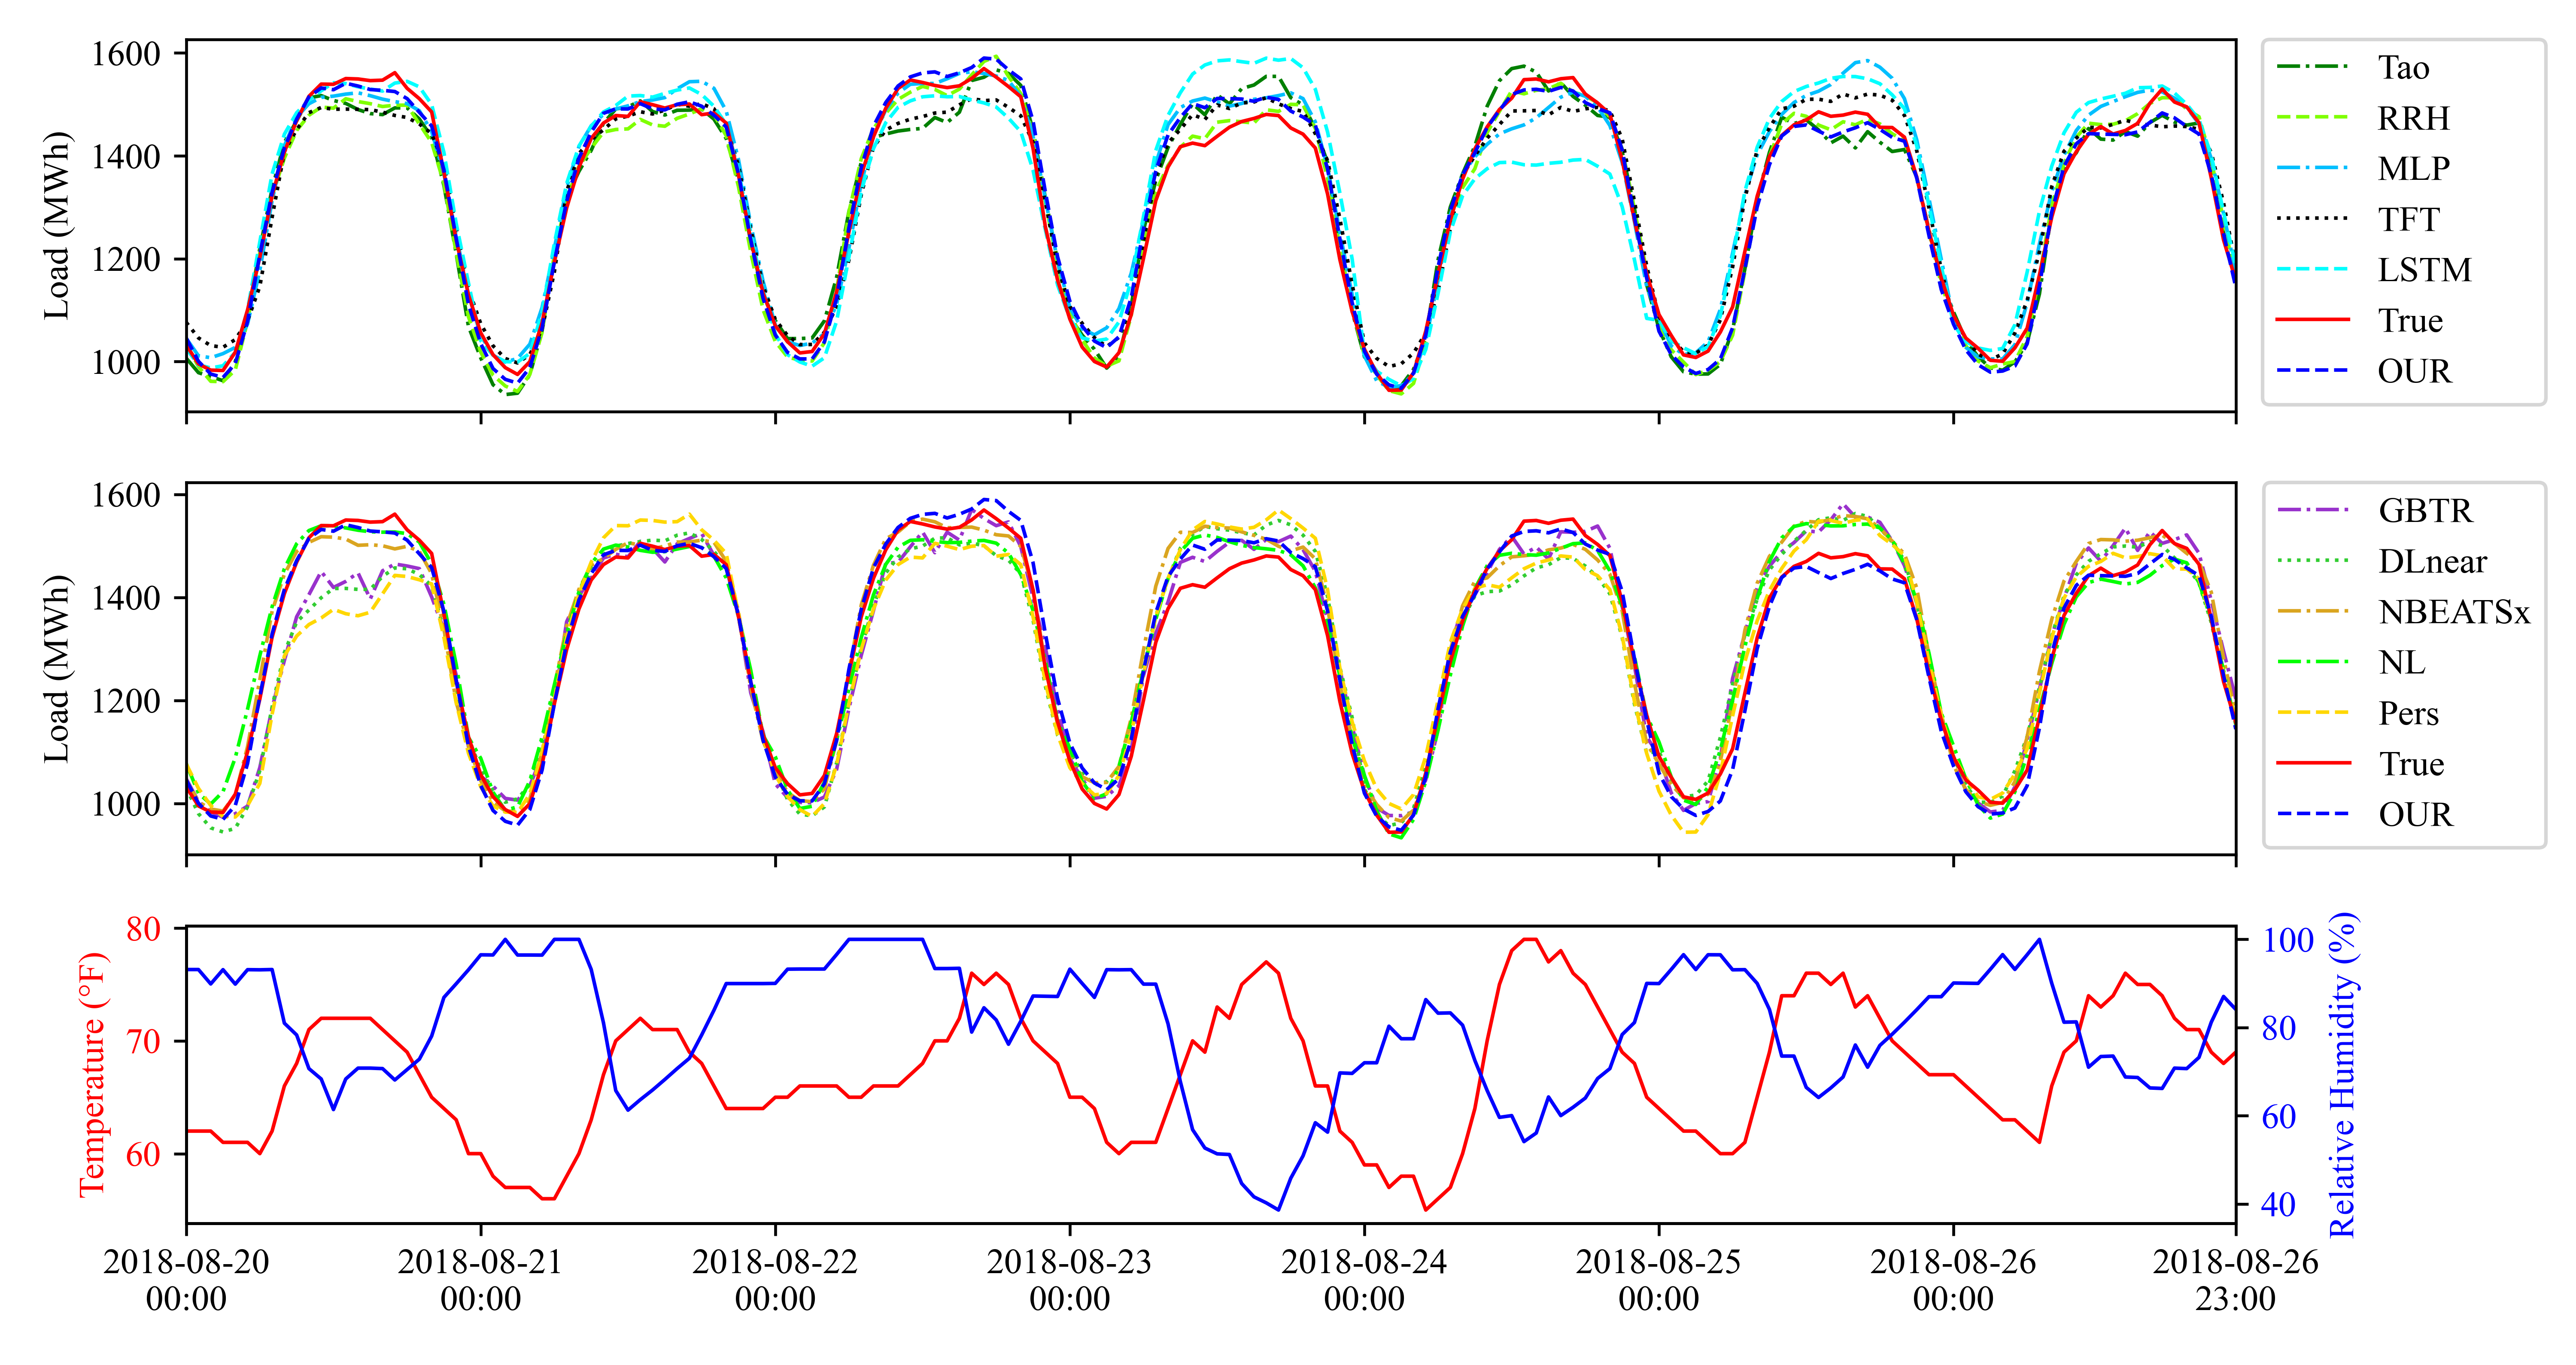 1600
1400
1200
1000
Load (MWh)
Tao
RRH
MLP
TFT
LSTM
True
OUR
1600
1400
1200
1000
Load (MWh)
GBTR
DLnear
NBEATSx
NL
Pers
True
OUR
80
70
60
Temperature (°F)
100
80
60
40
Relative Humidity (%)
2018-08-20 2018-08-21 2018-08-22 2018-08-23 2018-08-24 2018-08-25 2018-08-26 2018-08-26
00:00 00:00 00:00 00:00 00:00 00:00 00:00 23:00